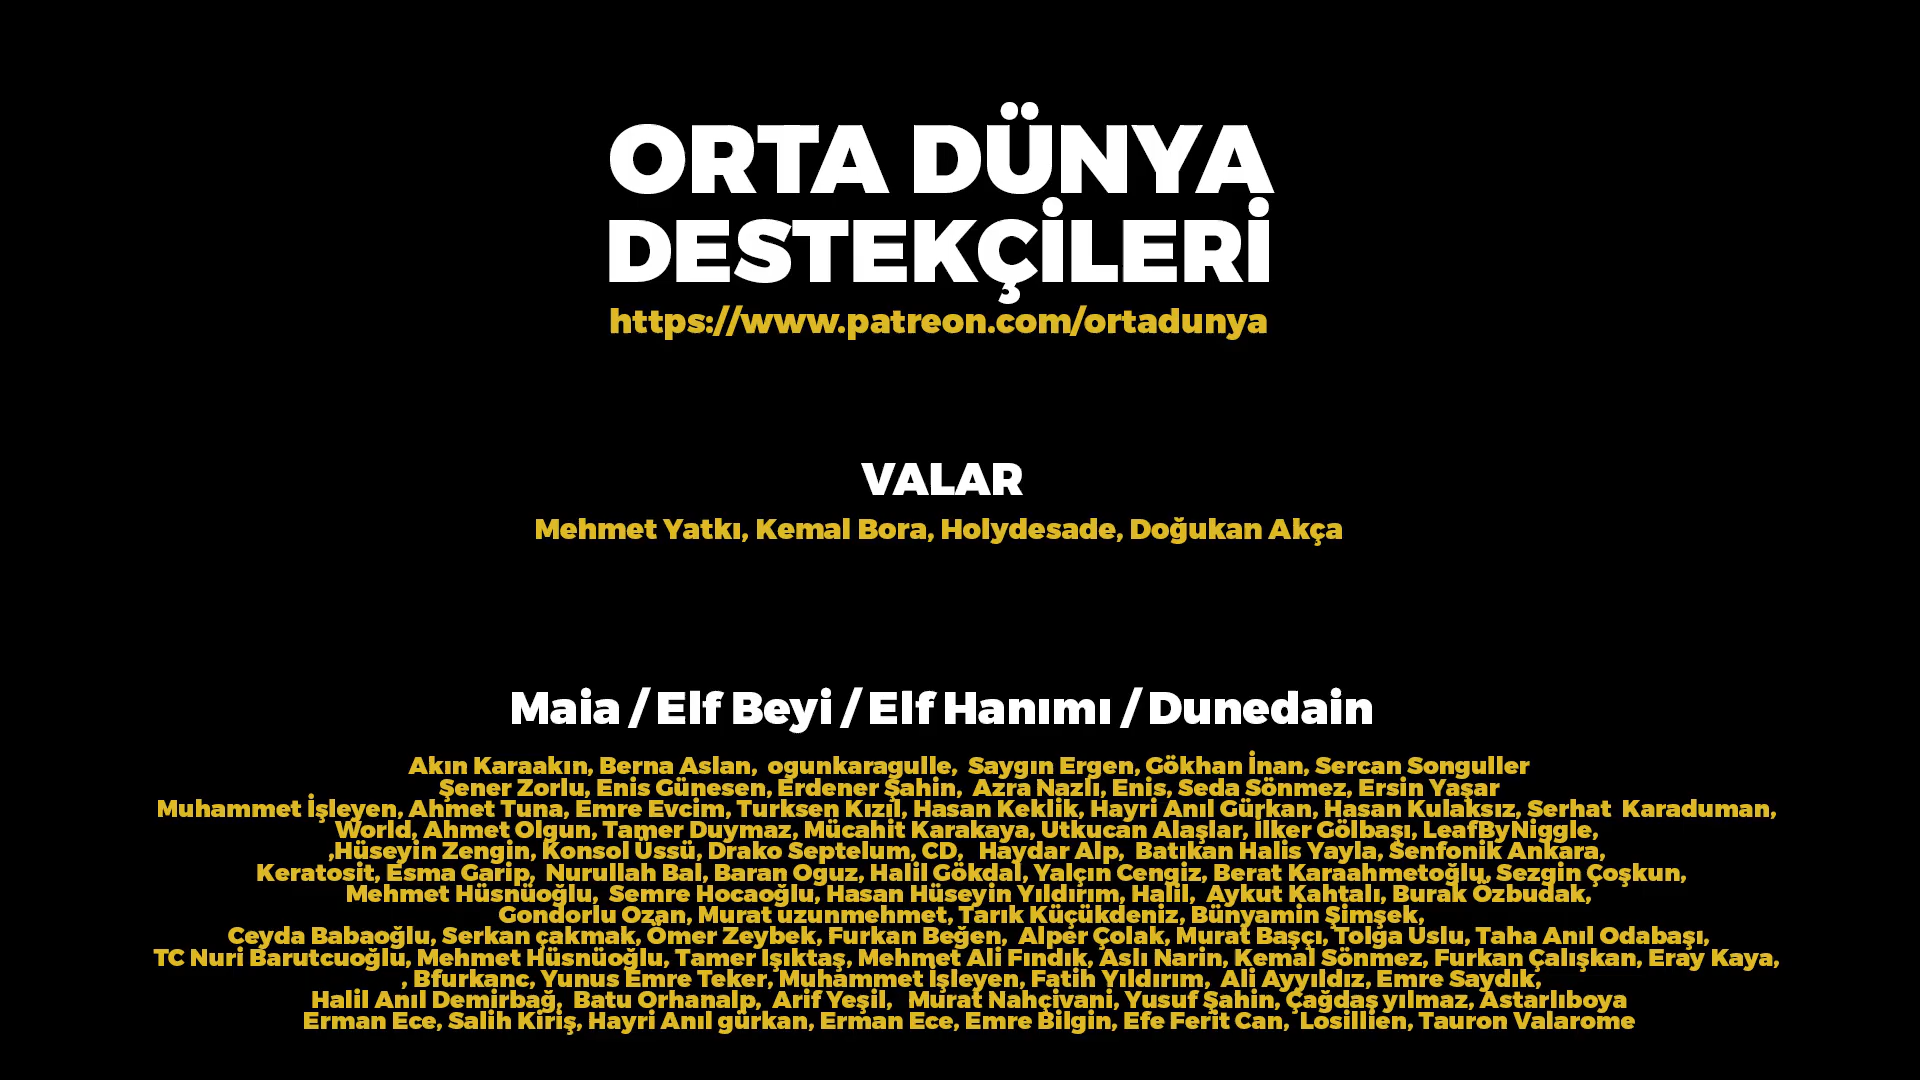 ORTA DÜNYA
DESTEKÇİLERİ
https://www.patreon.com/ortadunya
VALAR
Mehmet Yatkı, Kemal Bora, Holydesade, Doğukan Akça
Maia / Elf Beyi / Elf Hanımı / Dunedain
Akın Karaakın, Berna Aslan, ogunkaragulle, Saygın Ergen, Gökhan İnan, Sercan Songuller
Şener Zorlu, Enis Günesen, Erdener Şahin, Azra Nazlı, Enis, Seda Sönmez, Ersin Yaşar
Muhammet İşleyen, Ahmet Tuna, Emre Evcim, Turksen Kızıl, Hasan Keklik, Hayri Anıl Gürkan, Hasan Kulaksız, Serhat Karaduman,
World, Ahmet Olgun, Tamer Duymaz, Mücahit Karakaya, Utkucan Alaşlar, İlker Gölbaşı, LeafByNiggle,
,Hüseyin Zengin, Konsol Üssü, Drako Septelum, CD, Haydar Alp, Batıkan Halis Yayla, Senfonik Ankara,
Keratosit, Esma Garip, Nurullah Bal, Baran Oguz, Halil Gökdal, Yalçın Cengiz, Berat Karaahmetoğlu, Sezgin Çoşkun,
Mehmet Hüsnüoğlu, Semre Hocaoğlu, Hasan Hüseyin Yıldırım, Halil, Aykut Kahtalı, Burak Özbudak,
Gondorlu Ozan, Murat uzunmehmet, Tarık Küçükdeniz, Bünyamin Şimşek,
Ceyda Babaoğlu, Serkan çakmak, Ömer Zeybek, Furkan Beğen, Alper Çolak, Murat Başçı, Tolga Uslu, Taha Anıl Odabaşı,
TC Nuri Barutcuoğlu, Mehmet Hüsnüoğlu, Tamer Işıktaş, Mehmet Ali Fındık, Aslı Narin, Kemal Sönmez, Furkan Çalışkan, Eray Kaya,
, Bfurkanc, Yunus Emre Teker, Muhammet İşleyen, Fatih Yıldırım, Ali Ayyıldız, Emre Saydık,
Halil Anıl Demirbağ, Batu Orhanalp, Arif Yeşil, Murat Nahçivani, Yusuf Şahin, Çağdaş yılmaz, Astarlıboya
Erman Ece, Salih Kiriş, Hayri Anıl gürkan, Erman Ece, Emre Bilgin, Efe Ferit Can, Losillien, Tauron Valarome